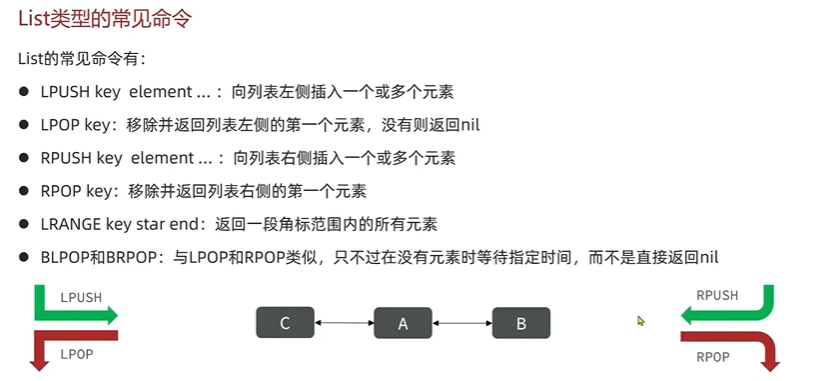 List类型的常见命令
List的常见命令有：
● LPUSH key element ... ：向列表左侧插入一个或多个元素
● LPOP key：移除并返回列表左侧的第一个元素，没有则返回nil
● RPUSH key element ... ：向列表右侧插入一个或多个元素
● RPOP key：移除并返回列表右侧的第一个元素
● LRANGE key star end：返回一段角标范围内的所有元素
● BLPOP和BRPOP：与LPOP和RPOP类似，只不过在没有元素时等待指定时间，而不是直接返回nil
LPUSH RPUSH
C A B
LPOP RPOP